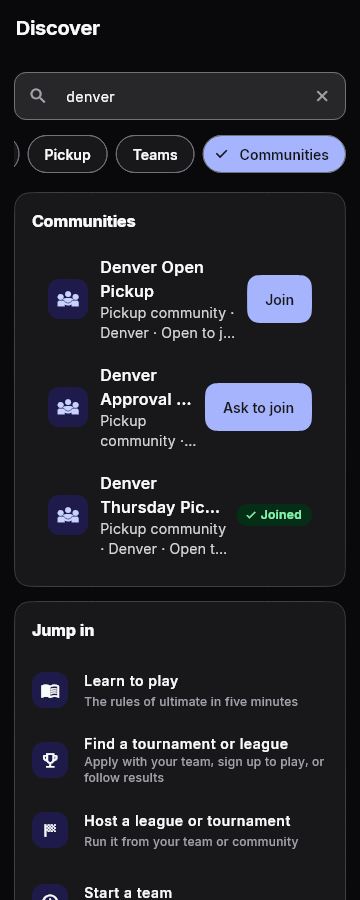 Discover
denver
Pickup
Teams
Communities
Communities
Denver Open
Pickup
Pickup community ·
Denver · Open to j...
Join
Denver
Approval ...
Pickup
community ·...
Ask to join
Denver
Thursday Pic...
Pickup community
· Denver · Open t...
Joined
Jump in
Learn to play
The rules of ultimate in five minutes
Find a tournament or league
Apply with your team, sign up to play, or
follow results
Host a league or tournament
Run it from your team or community
Start a team